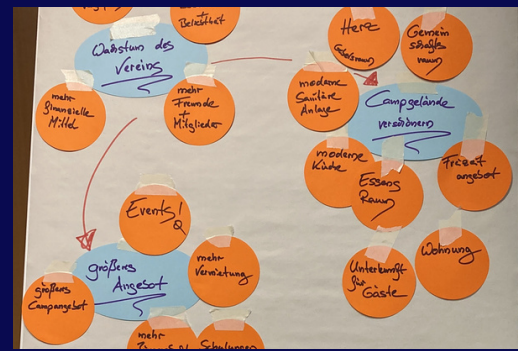 +
Beliebtheit
Wachstum des
Vereins
mehr
finanzielle
Mittel
mehr
Freunde
+
Mitglieder
Herz
Gemein
schafts
raum
moderne
Sanitäre
Anlage
Campgelände
verschönern
moderne
Küche
Essens
Raum
Freizeit
angebot
Unterkunft
für
Gäste
Wohnung
Events!
größeres
Angebot
mehr
Vermietung
größeres
Campangebot
mehr
Schulungen